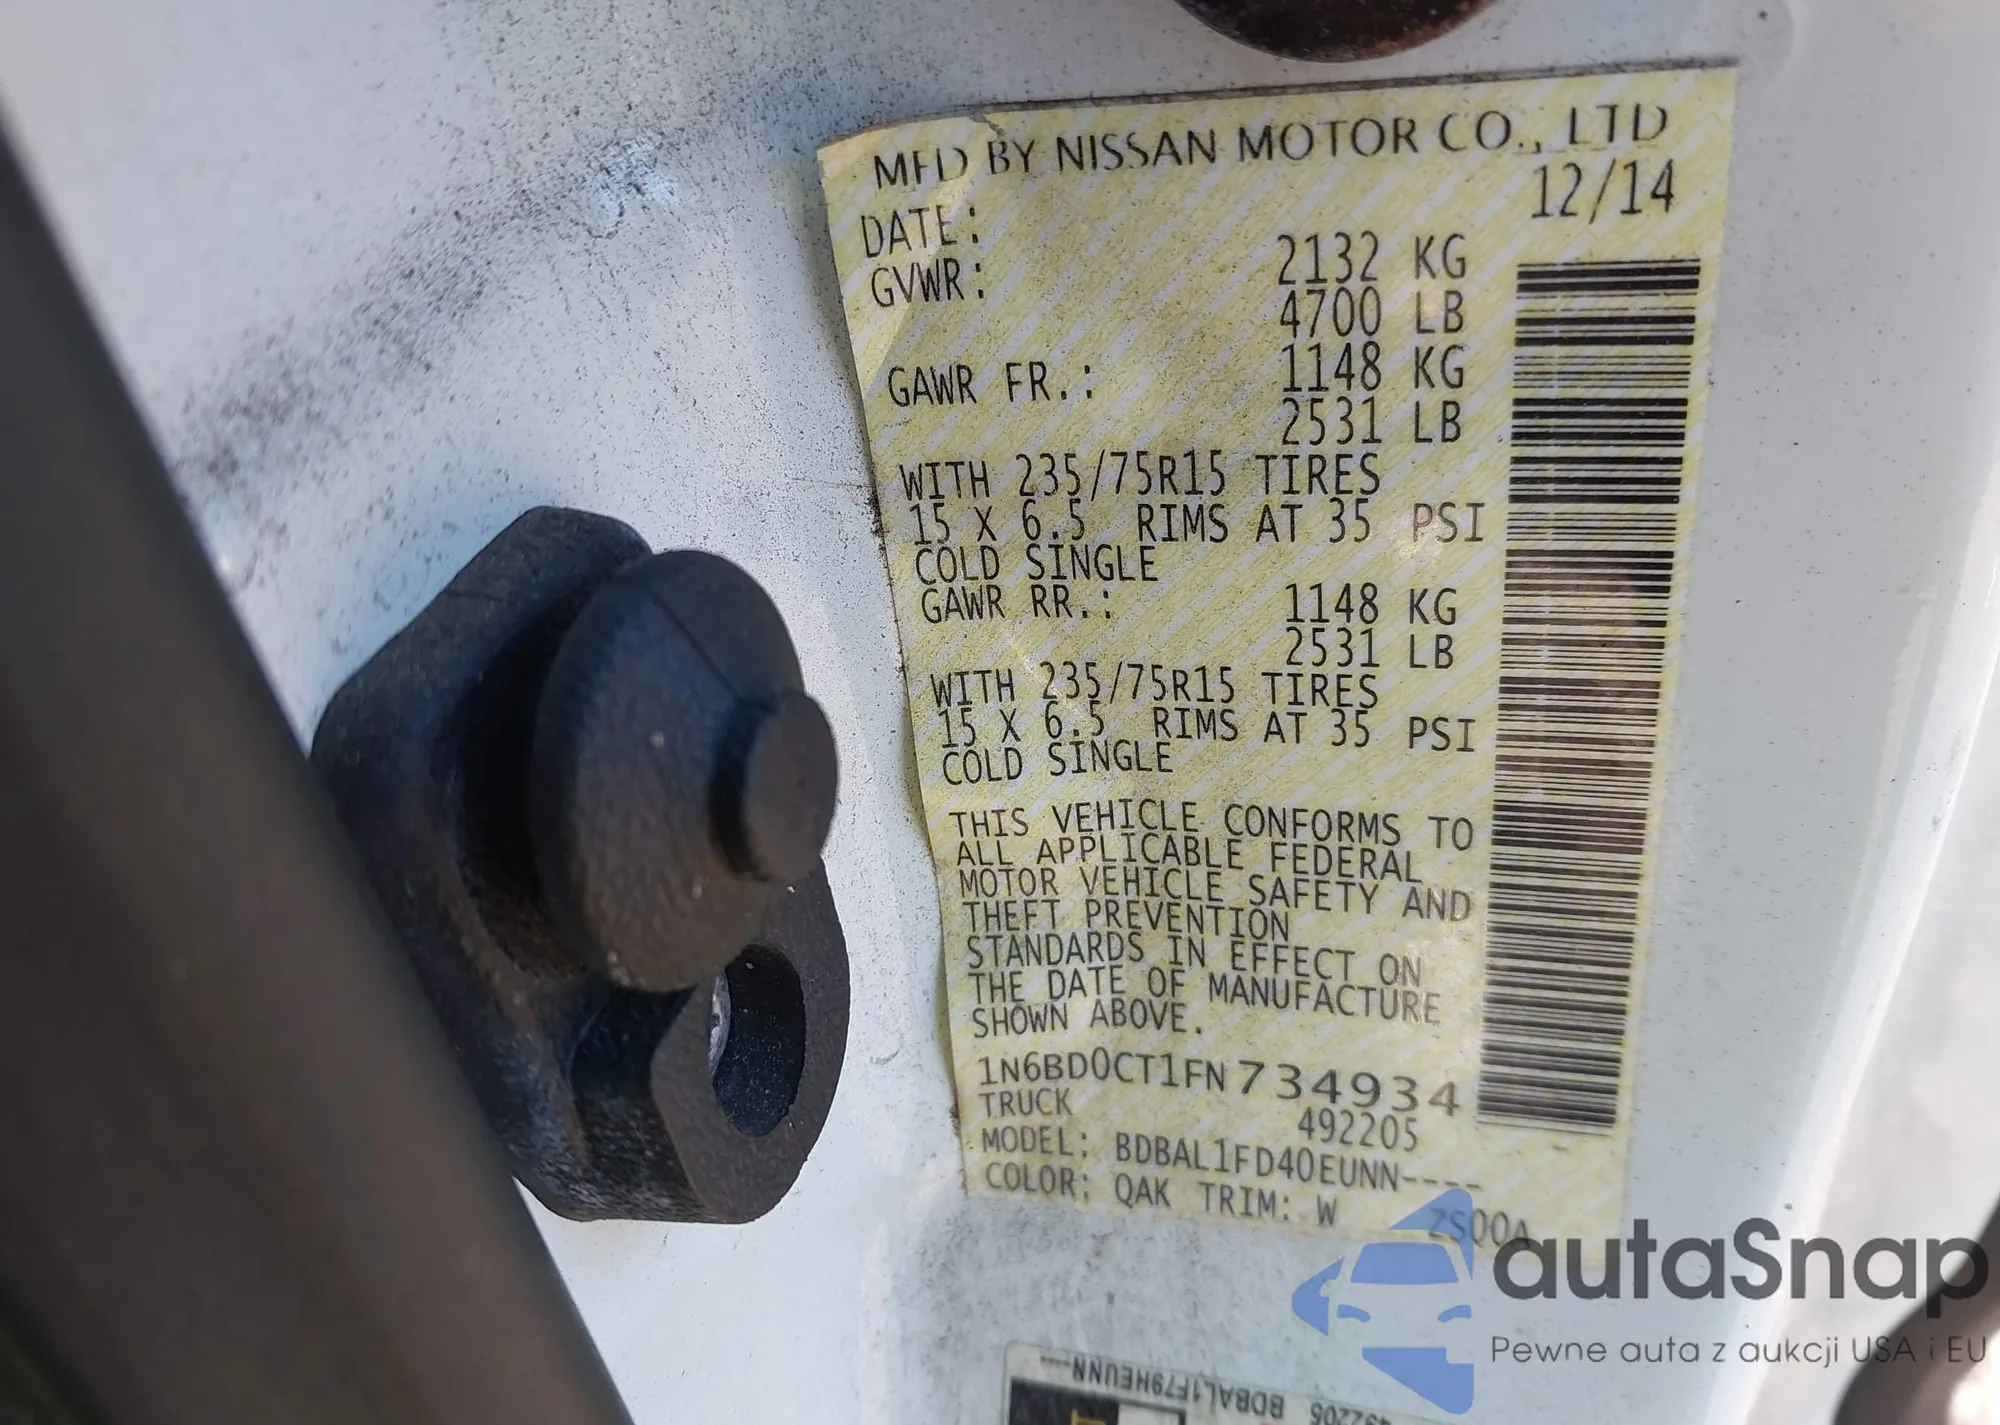 MFD BY NISSAN MOTOR CO., LTD
DATE: 12/14
GVWR: 2132 KG
4700 LB
GAWR FR.: 1148 KG
2531 LB
WITH 235/75R15 TIRES
15 X 6.5 RIMS AT 35 PSI
COLD SINGLE
GAWR RR.: 1148 KG
2531 LB
WITH 235/75R15 TIRES
15 X 6.5 RIMS AT 35 PSI
COLD SINGLE
THIS VEHICLE CONFORMS TO
ALL APPLICABLE FEDERAL
MOTOR VEHICLE SAFETY AND
THEFT PREVENTION
STANDARDS IN EFFECT ON
THE DATE OF MANUFACTURE
SHOWN ABOVE.
1N6BD0CT1FN734934
TRUCK 492205
MODEL: BDBAL1FD40EUNN----
COLOR: QAK TRIM: W ZS00A
autaSnap
Pewne auta z aukcji USA i EU
492205 BDBAL1F79HEUNN----